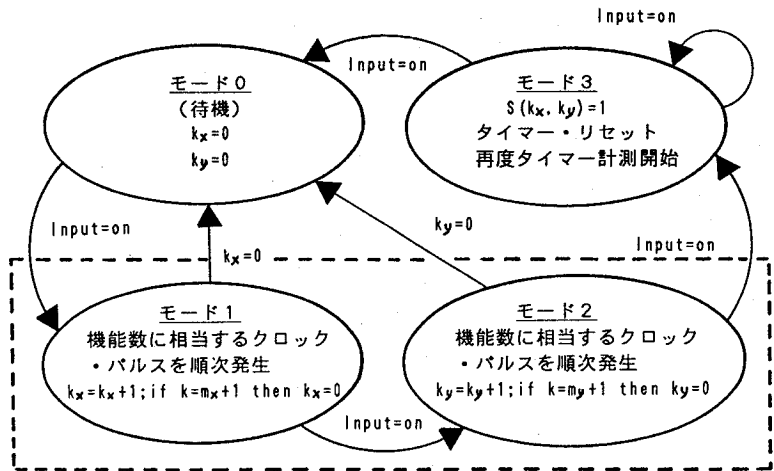 Input=on
Input=on
モード0
(待機)
kx=0
ky=0
モード3
S(kx,ky)=1
タイマー・リセット
再度タイマー計測開始
Input=on
ky=0
Input=on
kx=0
モード1
機能数に相当するクロック
・パルスを順次発生
kx=kx+1;if k=mx+1 then kx=0
モード2
機能数に相当するクロック
・パルスを順次発生
ky=ky+1;if k=my+1 then ky=0
Input=on